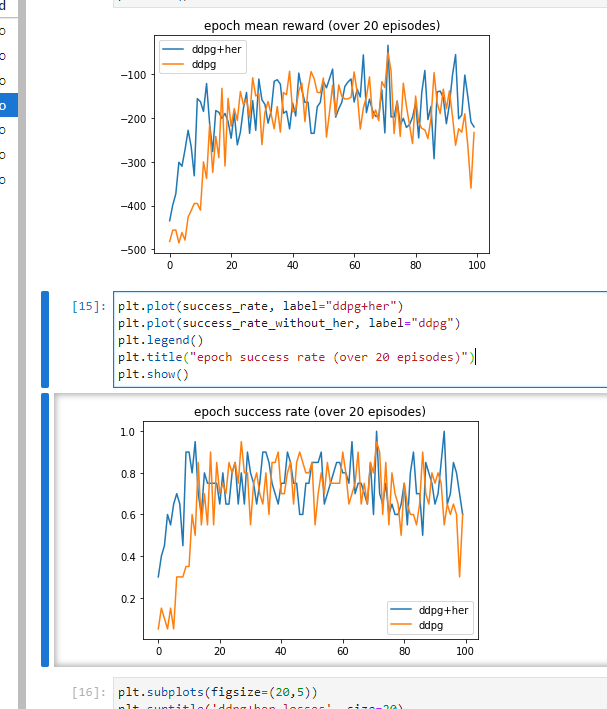 d
o
o
o
o
o
o
o
epoch mean reward (over 20 episodes)
ddpg+her
ddpg
−100
−200
−300
−400
−500
0 20 40 60 80 100
[15]: plt.plot(success_rate, label="ddpg+her")
plt.plot(success_rate_without_her, label="ddpg")
plt.legend()
plt.title("epoch success rate (over 20 episodes)")
plt.show()
epoch success rate (over 20 episodes)
1.0
0.8
0.6
0.4
0.2
ddpg+her
ddpg
0 20 40 60 80 100
[16]: plt.subplots(figsize=(20,5))
plt.suptitle('ddpg+her losses', size=20)